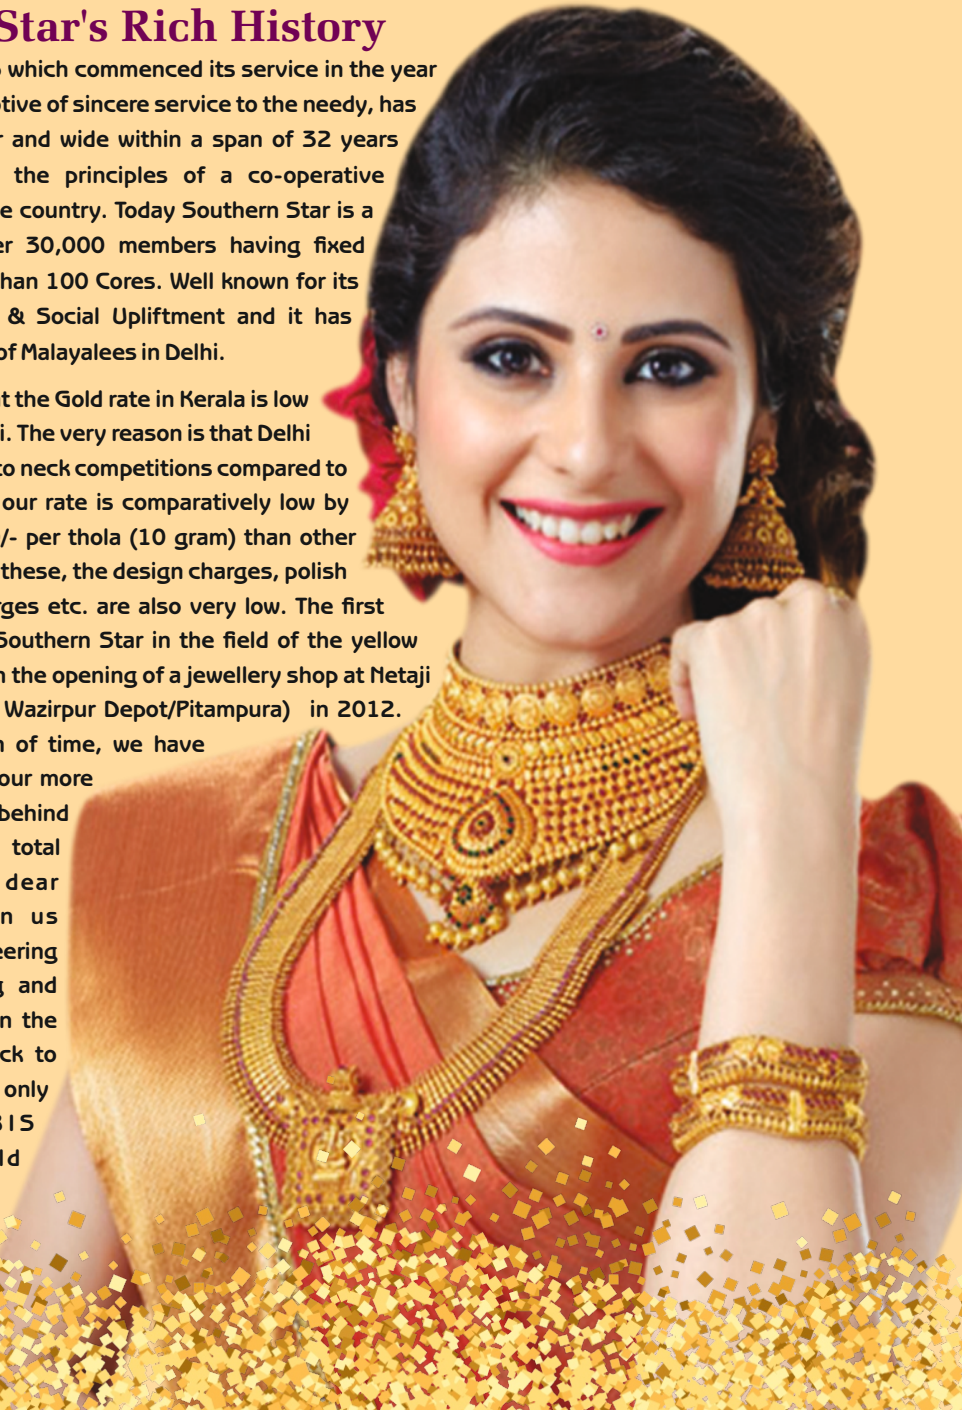 Star's Rich History
which commenced its service in the year
tive of sincere service to the needy, has
and wide within a span of 32 years
the principles of a co-operative
e country. Today Southern Star is a
er 30,000 members having fixed
han 100 Cores. Well known for its
& Social Upliftment and it has
of Malayalees in Delhi.
t the Gold rate in Kerala is low
i. The very reason is that Delhi
to neck competitions compared to
our rate is comparatively low by
/- per thola (10 gram) than other
these, the design charges, polish
rges etc. are also very low. The first
Southern Star in the field of the yellow
n the opening of a jewellery shop at Netaji
Wazirpur Depot/Pitampura) in 2012.
n of time, we have
our more
behind
total
dear
n us
eering
and
n the
ck to
only
BIS
ld